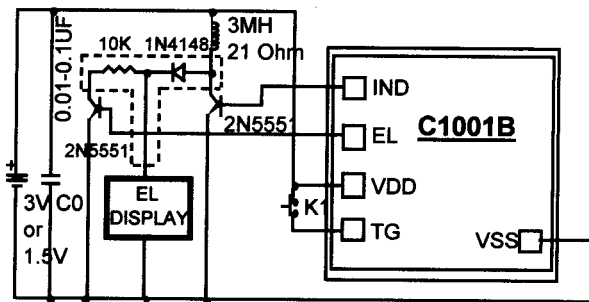 3MH
21 Ohm
10K
1N4148
0.01-0.1UF
2N5551
2N5551
3V
or
1.5V
C0
EL
DISPLAY
K1
IND
EL
VDD
TG
C1001B
VSS